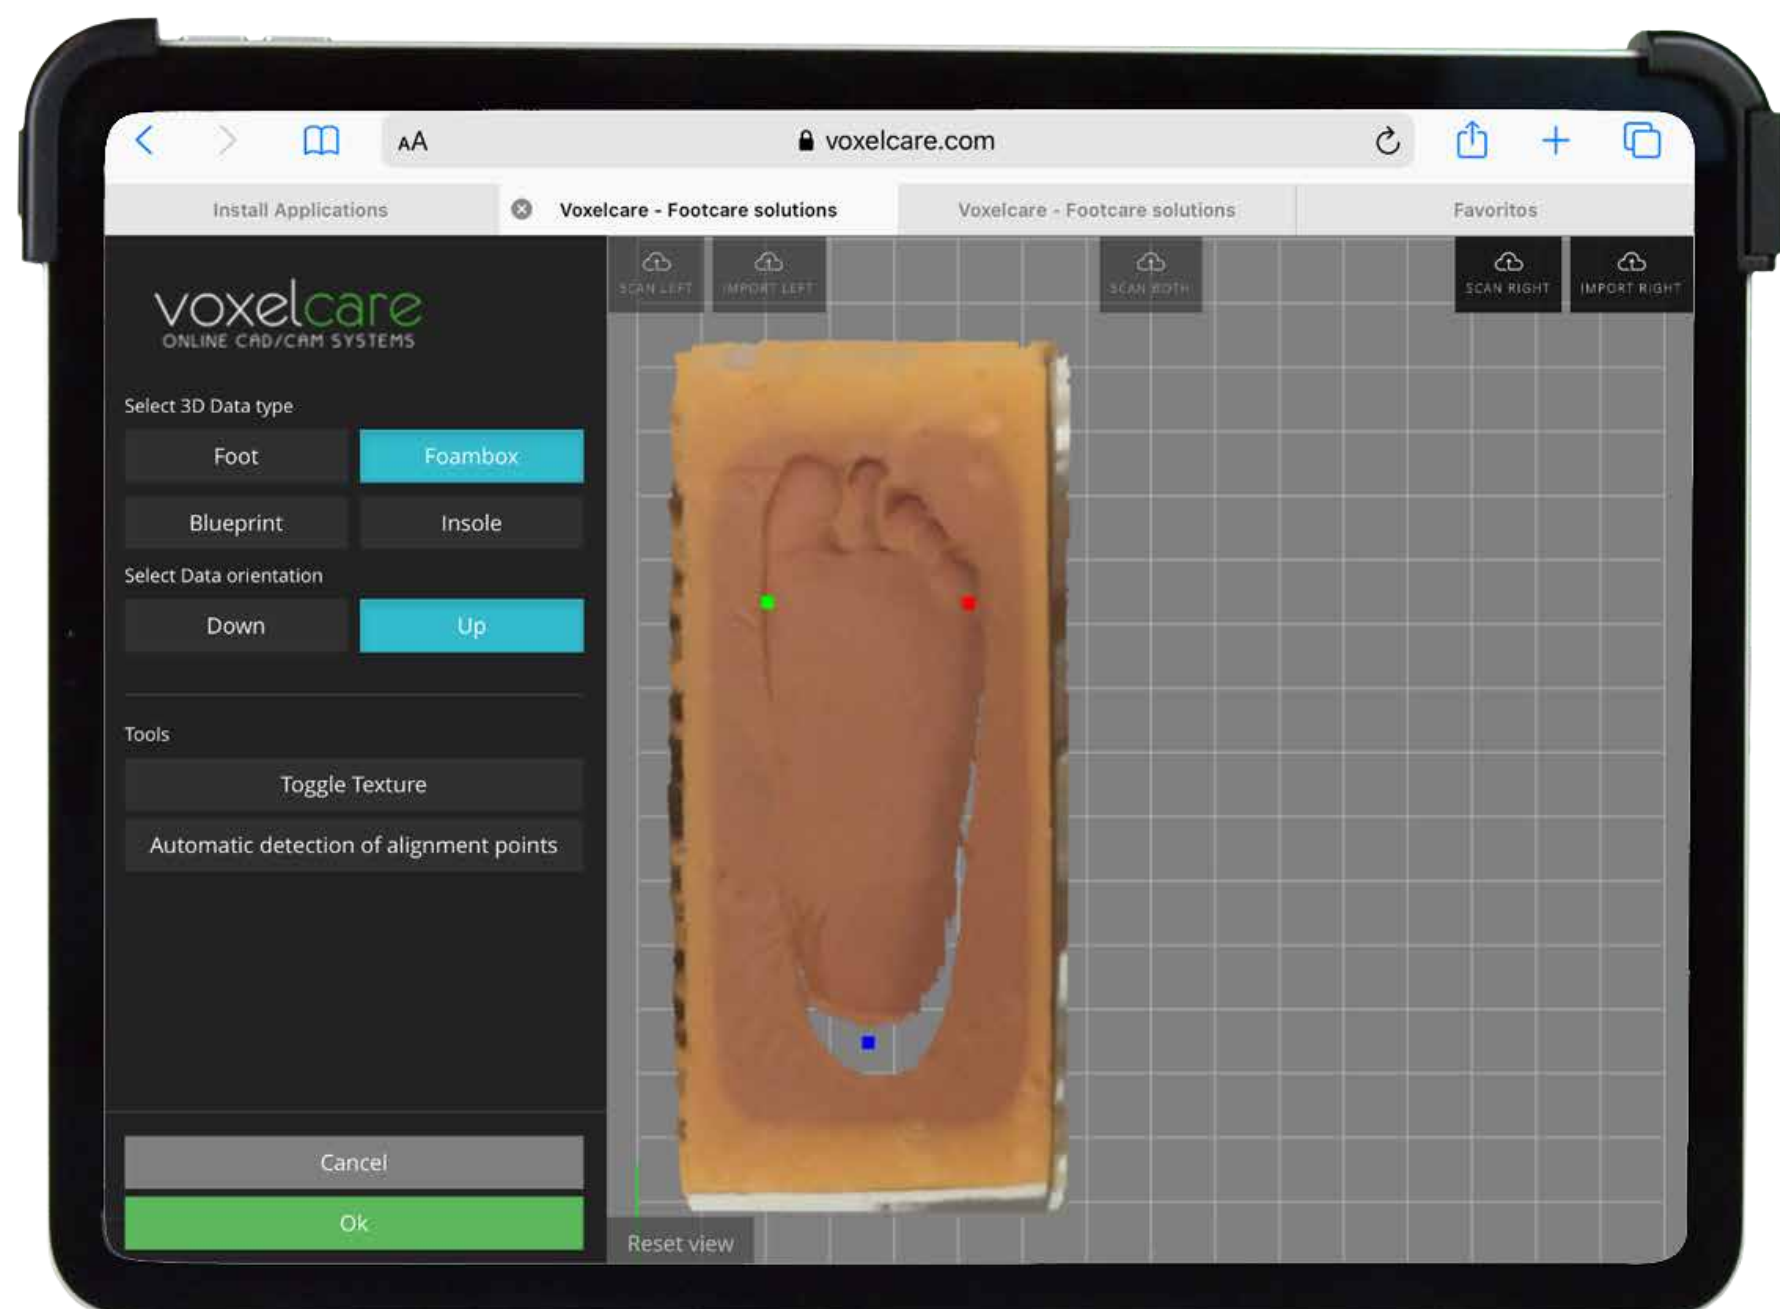 AA
voxelcare.com
Install Applications
Voxelcare - Footcare solutions
Voxelcare - Footcare solutions
Favoritos
voxelcare
ONLINE CAD/CAM SYSTEMS
SCAN LEFT
IMPORT LEFT
SCAN BOTH
SCAN RIGHT
IMPORT RIGHT
Select 3D Data type
Foot
Foambox
Blueprint
Insole
Select Data orientation
Down
Up
Tools
Toggle Texture
Automatic detection of alignment points
Cancel
Ok
Reset view